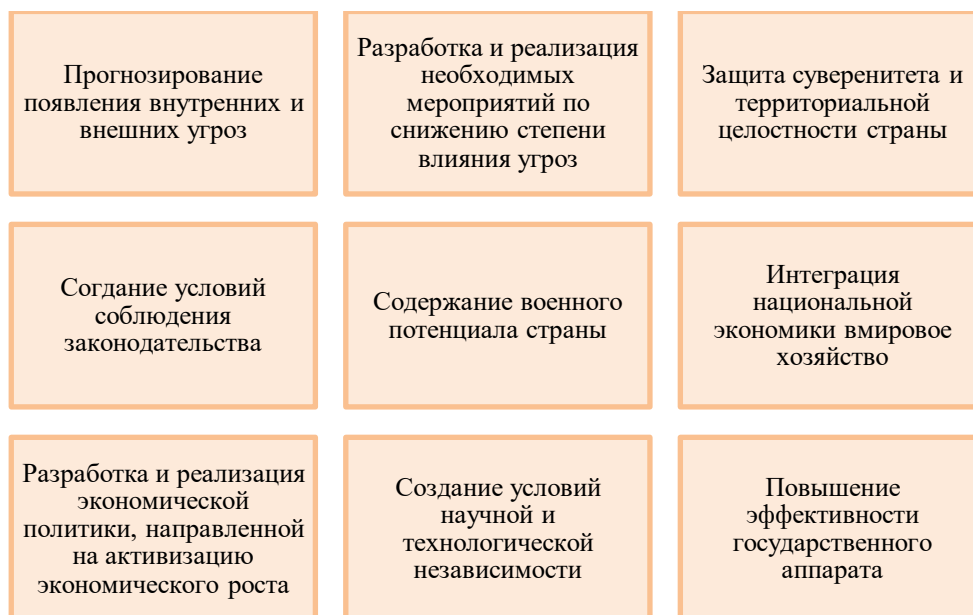 Прогнозирование
появления внутренних и
внешних угроз
Разработка и реализация
необходимых
мероприятий по
снижению степени
влияния угроз
Защита суверенитета и
территориальной
целостности страны
Согдание условий
соблюдения
законодательства
Содержание военного
потенциала страны
Интеграция
национальной
экономики вмировое
хозяйство
Разработка и реализация
экономической
политики, направленной
на активизацию
экономического роста
Создание условий
научной и
технологической
независимости
Повышение
эффективности
государственного
аппарата